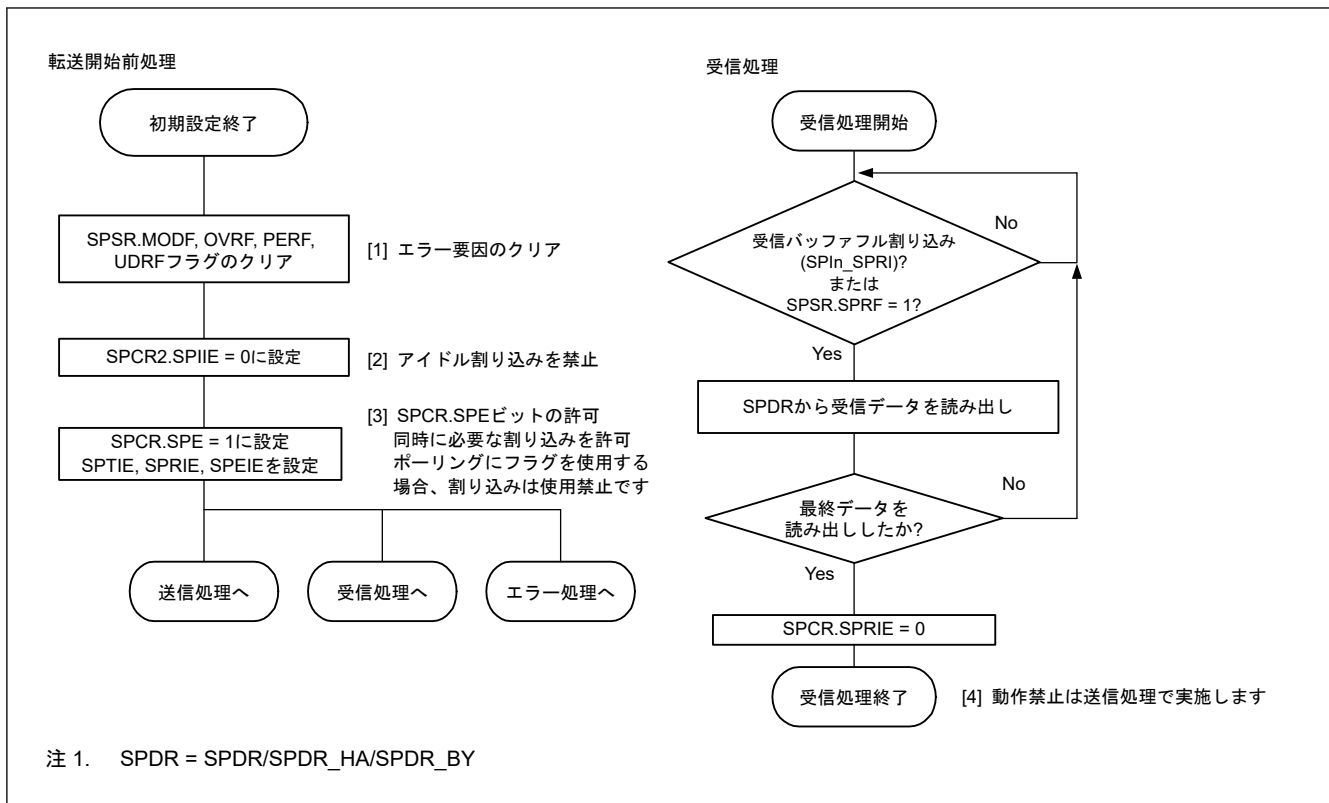 転送開始前処理
初期設定終了
SPSR.MODF, OVRF, PERF,
UDRFフラグのクリア
[1] エラー要因のクリア
SPCR2.SPIIE = 0に設定
[2] アイドル割り込みを禁止
SPCR.SPE = 1に設定
SPTIE, SPRIE, SPEIEを設定
[3] SPCR.SPEビットの許可
同時に必要な割り込みを許可
ポーリングにフラグを使用する
場合、割り込みは使用禁止です
送信処理へ
受信処理へ
エラー処理へ
受信処理
受信処理開始
受信バッファフル割り込み
(SPIn_SPRI)?
または
SPSR.SPRF = 1?
No
Yes
SPDRから受信データを読み出し
最終データを
読み出ししたか?
No
Yes
SPCR.SPRIE = 0
受信処理終了
[4] 動作禁止は送信処理で実施します
注 1. SPDR = SPDR/SPDR_HA/SPDR_BY